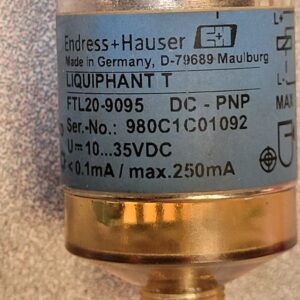 Endress+Hauser E+
Made in Germany, D-79689 Maulburg
LIQUIPHANT T
FTL20-9095 DC - PNP
Ser.-No.: 980C1C01092
U=10...35VDC
<0.1mA / max.250mA
L+
L-
MAX